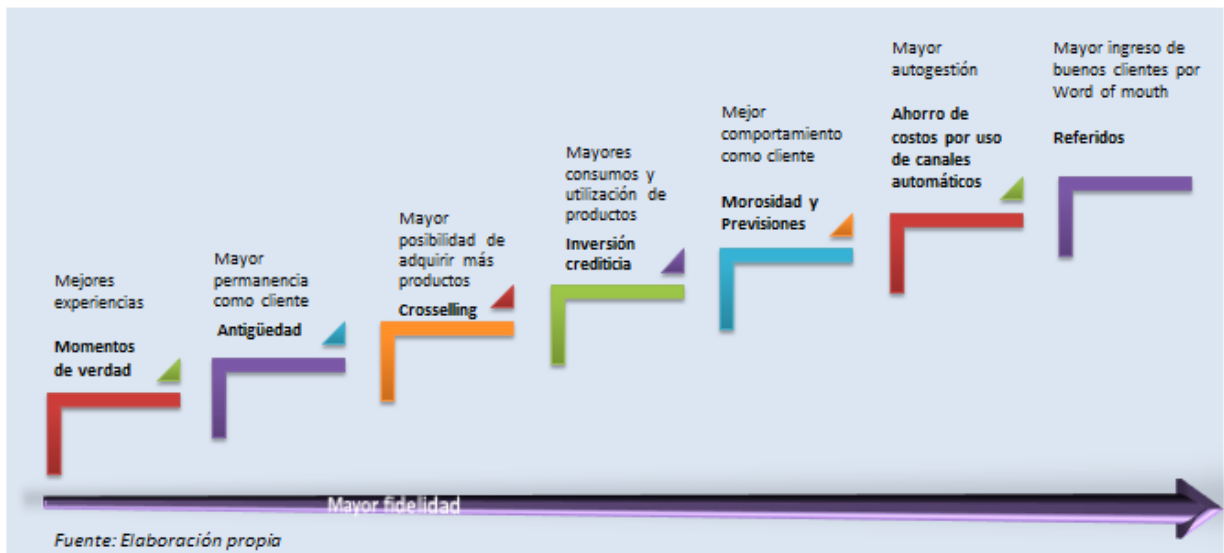 Mejores
experiencias
Momentos
de verdad
Mayor
permanencia
como cliente
Antigüedad
Mayor
posibilidad de
adquirir más
productos
Crosselling
Mayores
consumos y
utilización de
productos
Inversión
crediticia
Mejor
comportamiento
como cliente
Morosidad y
Previsiones
Mayor
autogestión
Ahorro de
costos por uso
de canales
automáticos
Mayor ingreso de
buenos clientes por
Word of mouth
Referidos
Mayor fidelidad
Fuente: Elaboración propia